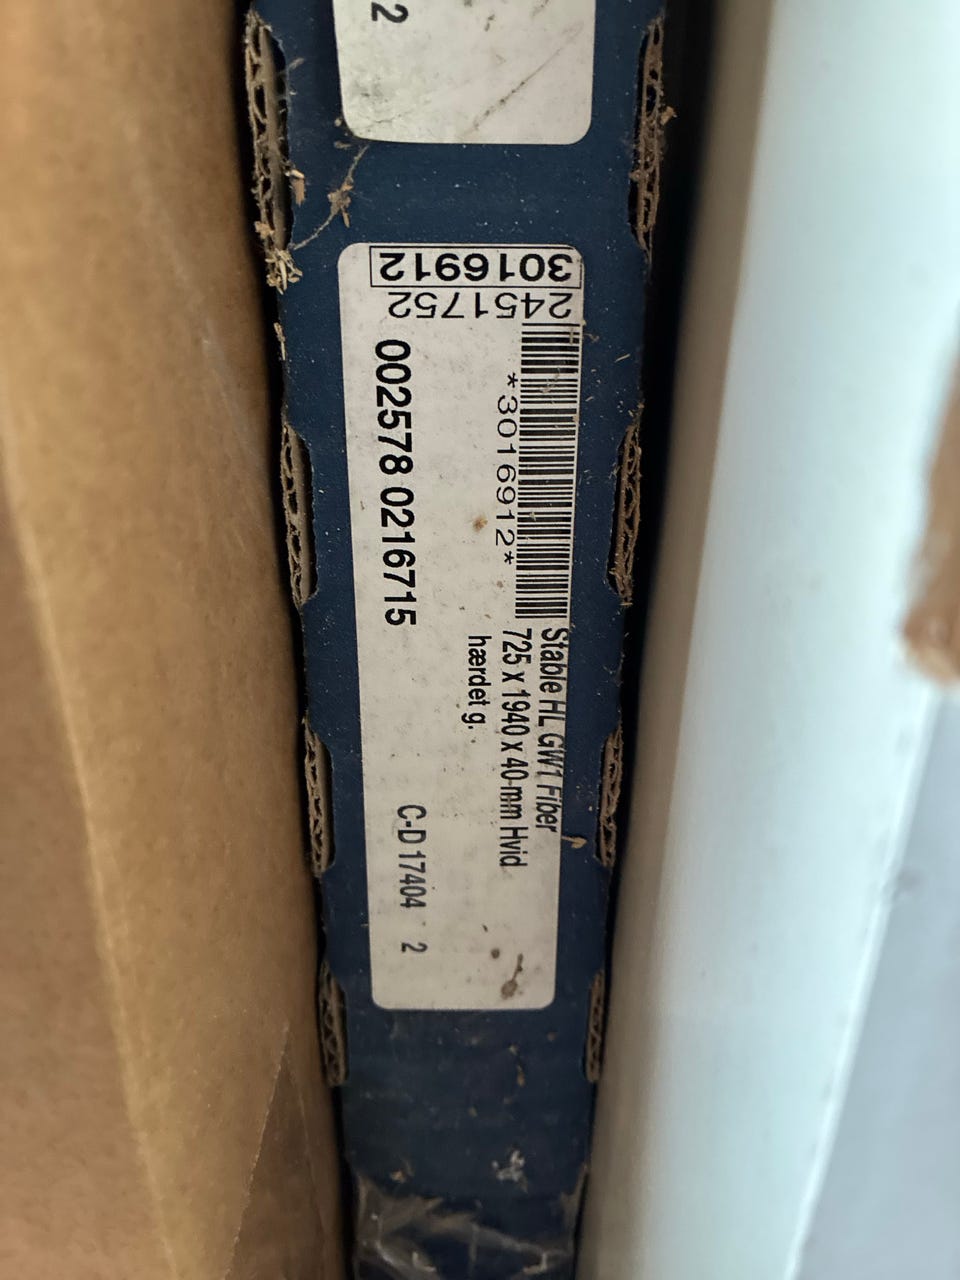 2
3016912
2451752
*3016912*
Stable HL GW1 Fiber
725 x 1940 x 40-mm Hvid
hærdet g.
002578 0216715
C-D 17404 2